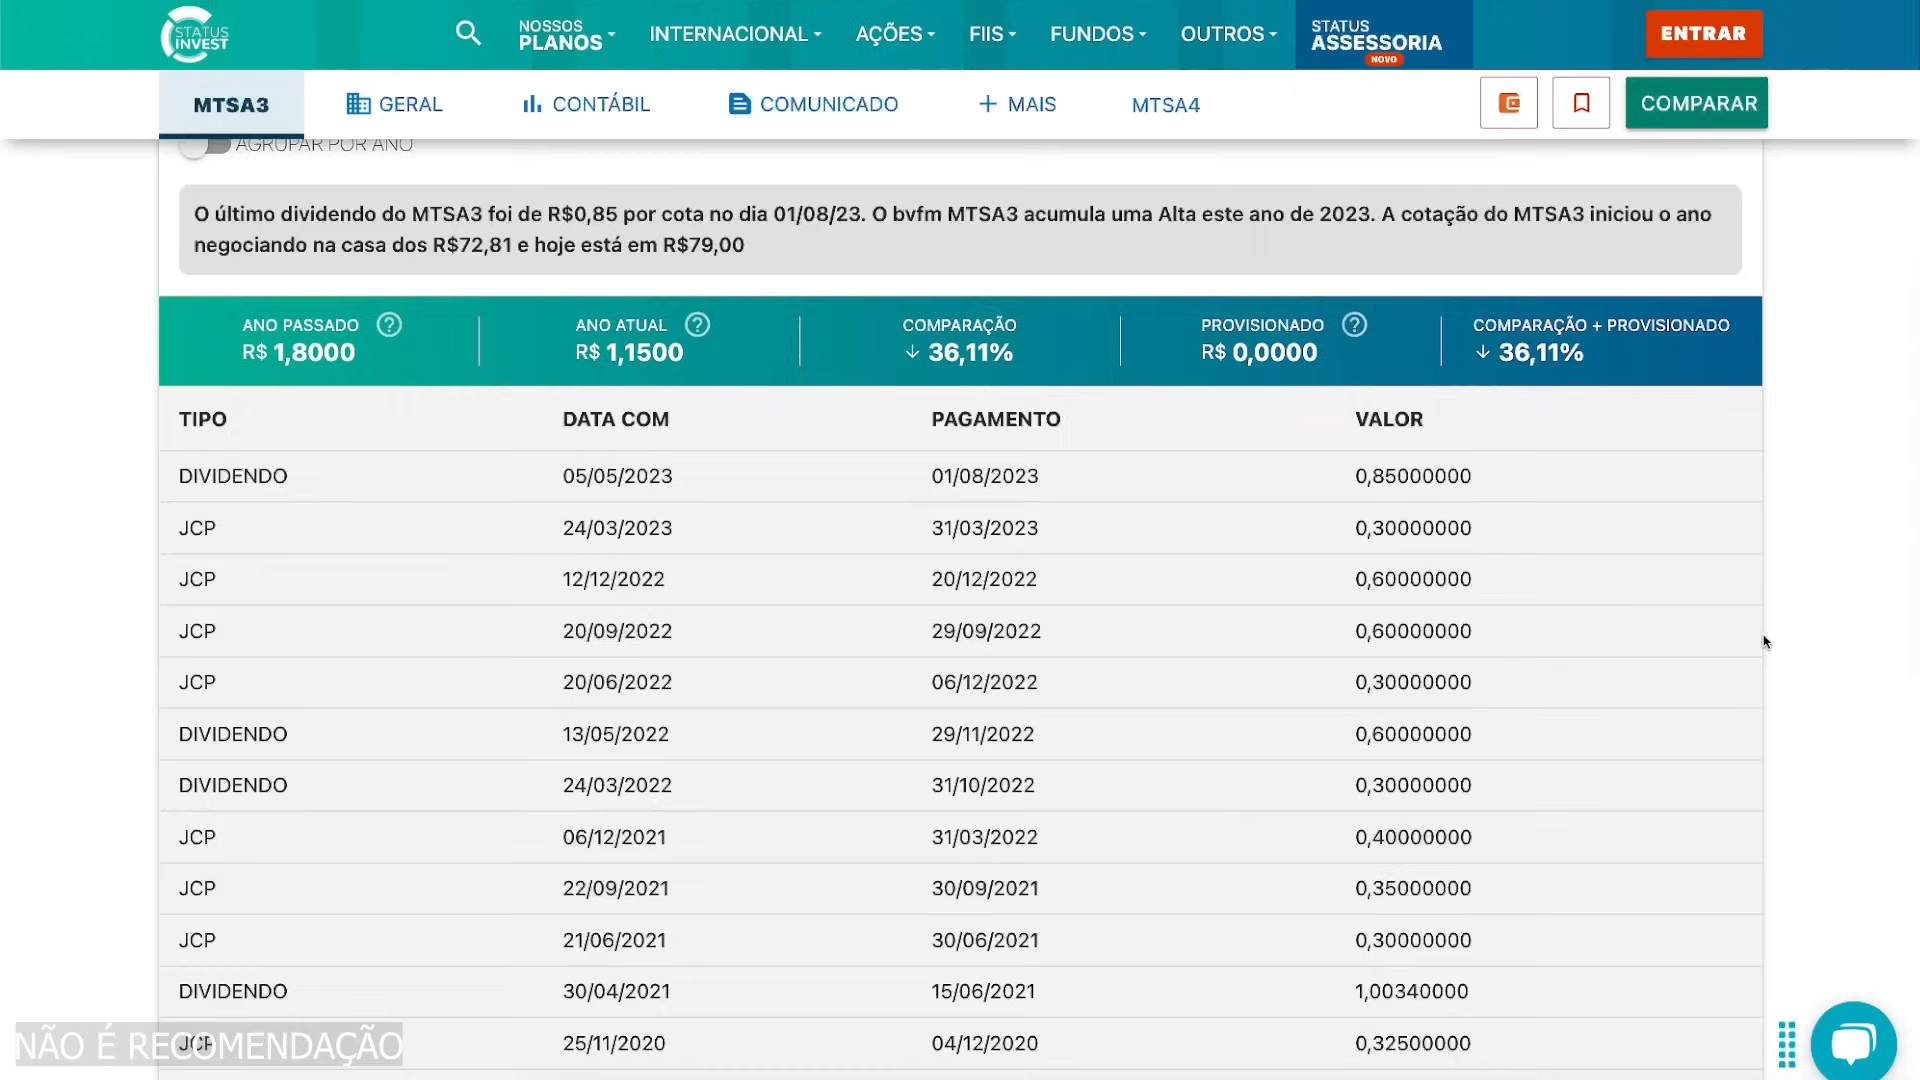 STATUS
INVEST
NOSSOS
PLANOS
INTERNACIONAL
AÇÕES
FIIS
FUNDOS
OUTROS
STATUS
ASSESSORIA
NOVO
ENTRAR
MTSA3
GERAL
CONTÁBIL
COMUNICADO
+ MAIS
MTSA4
COMPARAR
AGRUPAR POR ANO
O último dividendo do MTSA3 foi de R$0,85 por cota no dia 01/08/23. O bvfm MTSA3 acumula uma Alta este ano de 2023. A cotação do MTSA3 iniciou o ano
negociando na casa dos R$72,81 e hoje está em R$79,00
ANO PASSADO ?
R$ 1,8000
ANO ATUAL ?
R$ 1,1500
COMPARAÇÃO
↓ 36,11%
PROVISIONADO ?
R$ 0,0000
COMPARAÇÃO + PROVISIONADO
↓ 36,11%
TIPO DATA COM PAGAMENTO VALOR
DIVIDENDO 05/05/2023 01/08/2023 0,85000000
JCP 24/03/2023 31/03/2023 0,30000000
JCP 12/12/2022 20/12/2022 0,60000000
JCP 20/09/2022 29/09/2022 0,60000000
JCP 20/06/2022 06/12/2022 0,30000000
DIVIDENDO 13/05/2022 29/11/2022 0,60000000
DIVIDENDO 24/03/2022 31/10/2022 0,30000000
JCP 06/12/2021 31/03/2022 0,40000000
JCP 22/09/2021 30/09/2021 0,35000000
JCP 21/06/2021 30/06/2021 0,30000000
DIVIDENDO 30/04/2021 15/06/2021 1,00340000
JCP 25/11/2020 04/12/2020 0,32500000
NÃO É RECOMENDAÇÃO